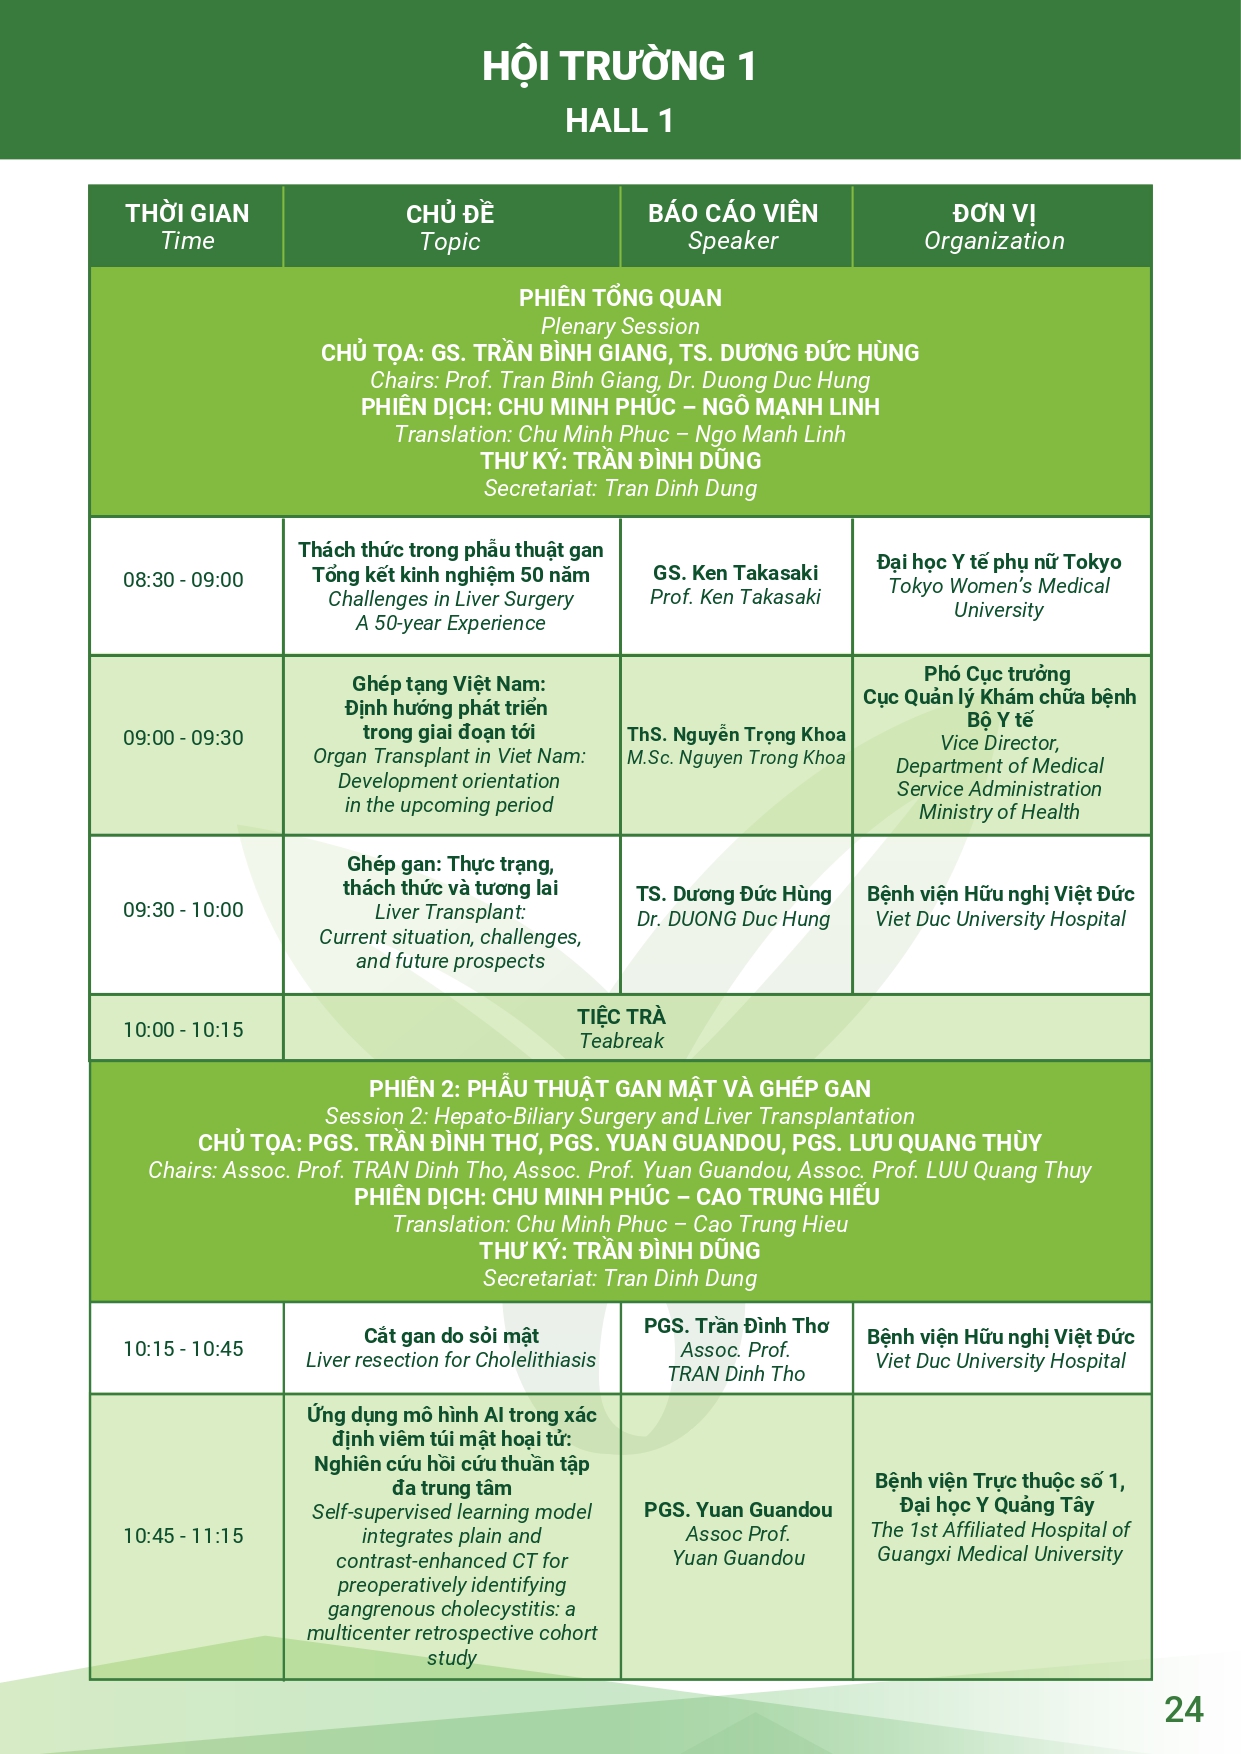 HỘI TRƯỜNG 1
HALL 1
THỜI GIAN
Time
CHỦ ĐỀ
Topic
BÁO CÁO VIÊN
Speaker
ĐƠN VỊ
Organization
PHIÊN TỔNG QUAN
Plenary Session
CHỦ TỌA: GS. TRẦN BÌNH GIANG, TS. DƯƠNG ĐỨC HÙNG
Chairs: Prof. Tran Binh Giang, Dr. Duong Duc Hung
PHIÊN DỊCH: CHU MINH PHÚC – NGÔ MẠNH LINH
Translation: Chu Minh Phuc – Ngo Manh Linh
THƯ KÝ: TRẦN ĐÌNH DŨNG
Secretariat: Tran Dinh Dung
08:30 - 09:00
Thách thức trong phẫu thuật gan
Tổng kết kinh nghiệm 50 năm
Challenges in Liver Surgery
A 50-year Experience
GS. Ken Takasaki
Prof. Ken Takasaki
Đại học Y tế phụ nữ Tokyo
Tokyo Women’s Medical
University
09:00 - 09:30
Ghép tạng Việt Nam:
Định hướng phát triển
trong giai đoạn tới
Organ Transplant in Viet Nam:
Development orientation
in the upcoming period
ThS. Nguyễn Trọng Khoa
M.Sc. Nguyen Trong Khoa
Phó Cục trưởng
Cục Quản lý Khám chữa bệnh
Bộ Y tế
Vice Director,
Department of Medical
Service Administration
Ministry of Health
09:30 - 10:00
Ghép gan: Thực trạng,
thách thức và tương lai
Liver Transplant:
Current situation, challenges,
and future prospects
TS. Dương Đức Hùng
Dr. DUONG Duc Hung
Bệnh viện Hữu nghị Việt Đức
Viet Duc University Hospital
10:00 - 10:15
TIỆC TRÀ
Teabreak
PHIÊN 2: PHẪU THUẬT GAN MẬT VÀ GHÉP GAN
Session 2: Hepato-Biliary Surgery and Liver Transplantation
CHỦ TỌA: PGS. TRẦN ĐÌNH THƠ, PGS. YUAN GUANDOU, PGS. LƯU QUANG THÙY
Chairs: Assoc. Prof. TRAN Dinh Tho, Assoc. Prof. Yuan Guandou, Assoc. Prof. LUU Quang Thuy
PHIÊN DỊCH: CHU MINH PHÚC – CAO TRUNG HIẾU
Translation: Chu Minh Phuc – Cao Trung Hieu
THƯ KÝ: TRẦN ĐÌNH DŨNG
Secretariat: Tran Dinh Dung
10:15 - 10:45
Cắt gan do sỏi mật
Liver resection for Cholelithiasis
PGS. Trần Đình Thơ
Assoc. Prof.
TRAN Dinh Tho
Bệnh viện Hữu nghị Việt Đức
Viet Duc University Hospital
10:45 - 11:15
Ứng dụng mô hình AI trong xác
định viêm túi mật hoại tử:
Nghiên cứu hồi cứu thuần tập
đa trung tâm
Self-supervised learning model
integrates plain and
contrast-enhanced CT for
preoperatively identifying
gangrenous cholecystitis: a
multicenter retrospective cohort
study
PGS. Yuan Guandou
Assoc Prof.
Yuan Guandou
Bệnh viện Trực thuộc số 1,
Đại học Y Quảng Tây
The 1st Affiliated Hospital of
Guangxi Medical University
24